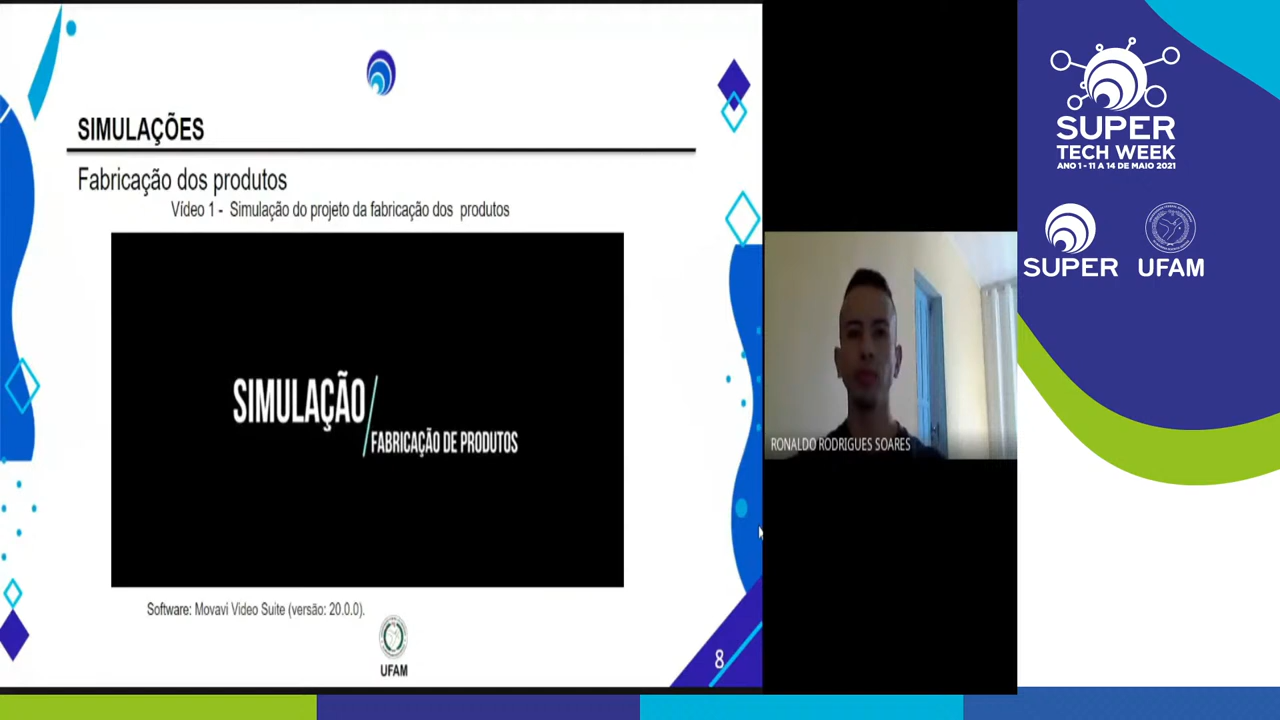 SIMULAÇÕES
Fabricação dos produtos
Vídeo 1 - Simulação do projeto da fabricação dos produtos
SIMULAÇÃO
FABRICAÇÃO DE PRODUTOS
Software: Movavi Video Suite (versão: 20.0.0).
UFAM
8
RONALDO RODRIGUES SOARES
SUPER
TECH WEEK
ANO 1 - 11 A 14 DE MAIO 2021
SUPER
UFAM